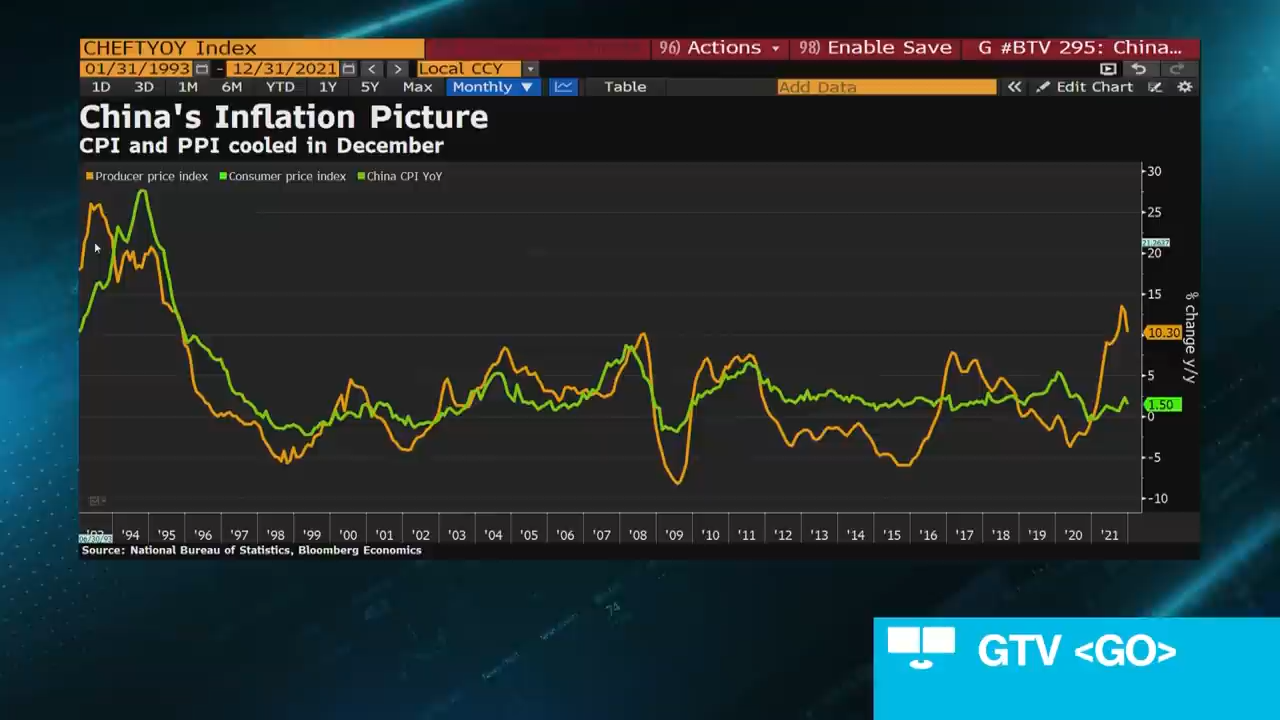 CHEFTYOY Index 96) Actions 98) Enable Save G #BTV 295: China...
01/31/1993 - 12/31/2021 < > Local CCY
1D 3D 1M 6M YTD 1Y 5Y Max Monthly ▼ Table Add Data « Edit Chart
China's Inflation Picture
CPI and PPI cooled in December
Producer price index Consumer price index China CPI YoY
30
25
21.2637
20
15
10.30
5
1.50
0
-5
-10
% change y/y
'93 '94 '95 '96 '97 '98 '99 '00 '01 '02 '03 '04 '05 '06 '07 '08 '09 '10 '11 '12 '13 '14 '15 '16 '17 '18 '19 '20 '21
Source: National Bureau of Statistics, Bloomberg Economics
74
GTV <GO>